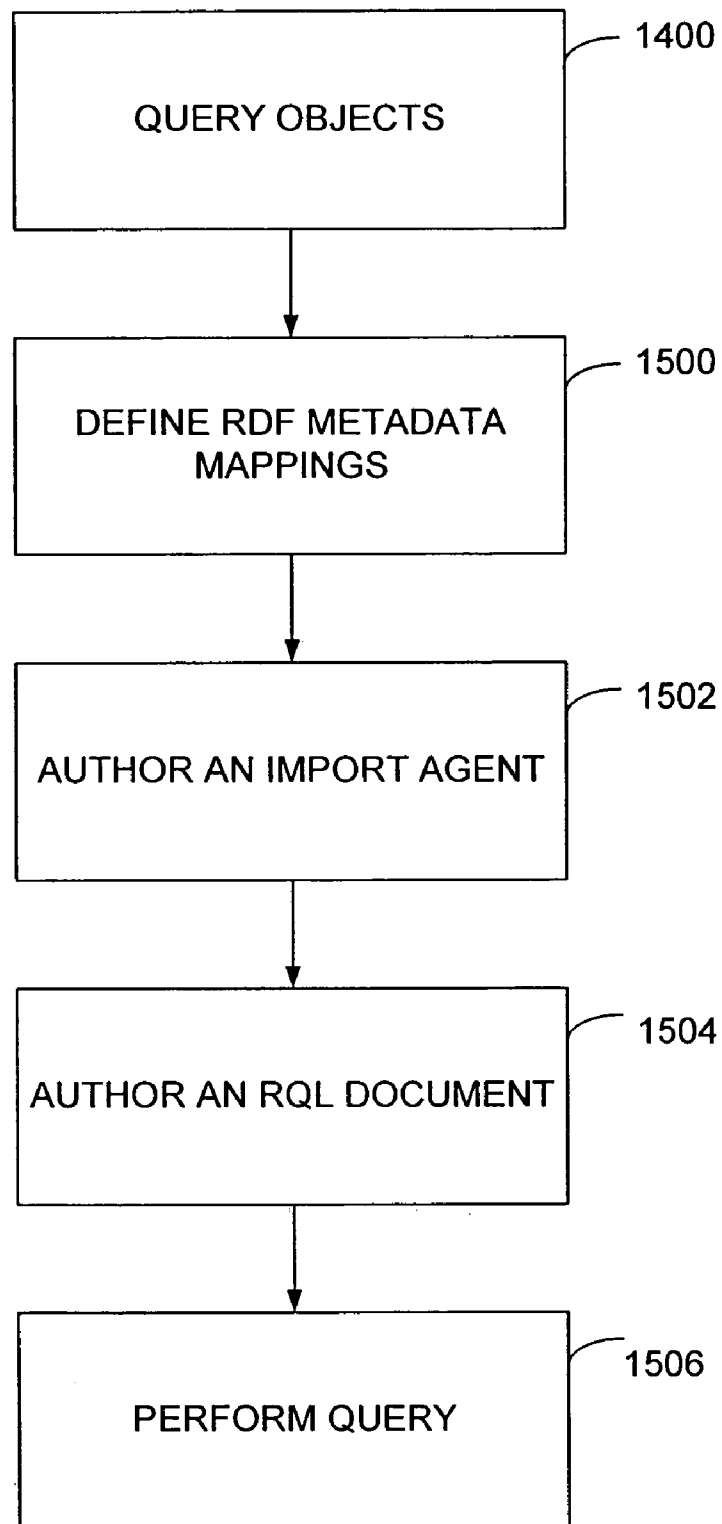 1400
QUERY OBJECTS
1500
DEFINE RDF METADATA
MAPPINGS
1502
AUTHOR AN IMPORT AGENT
1504
AUTHOR AN RQL DOCUMENT
1506
PERFORM QUERY